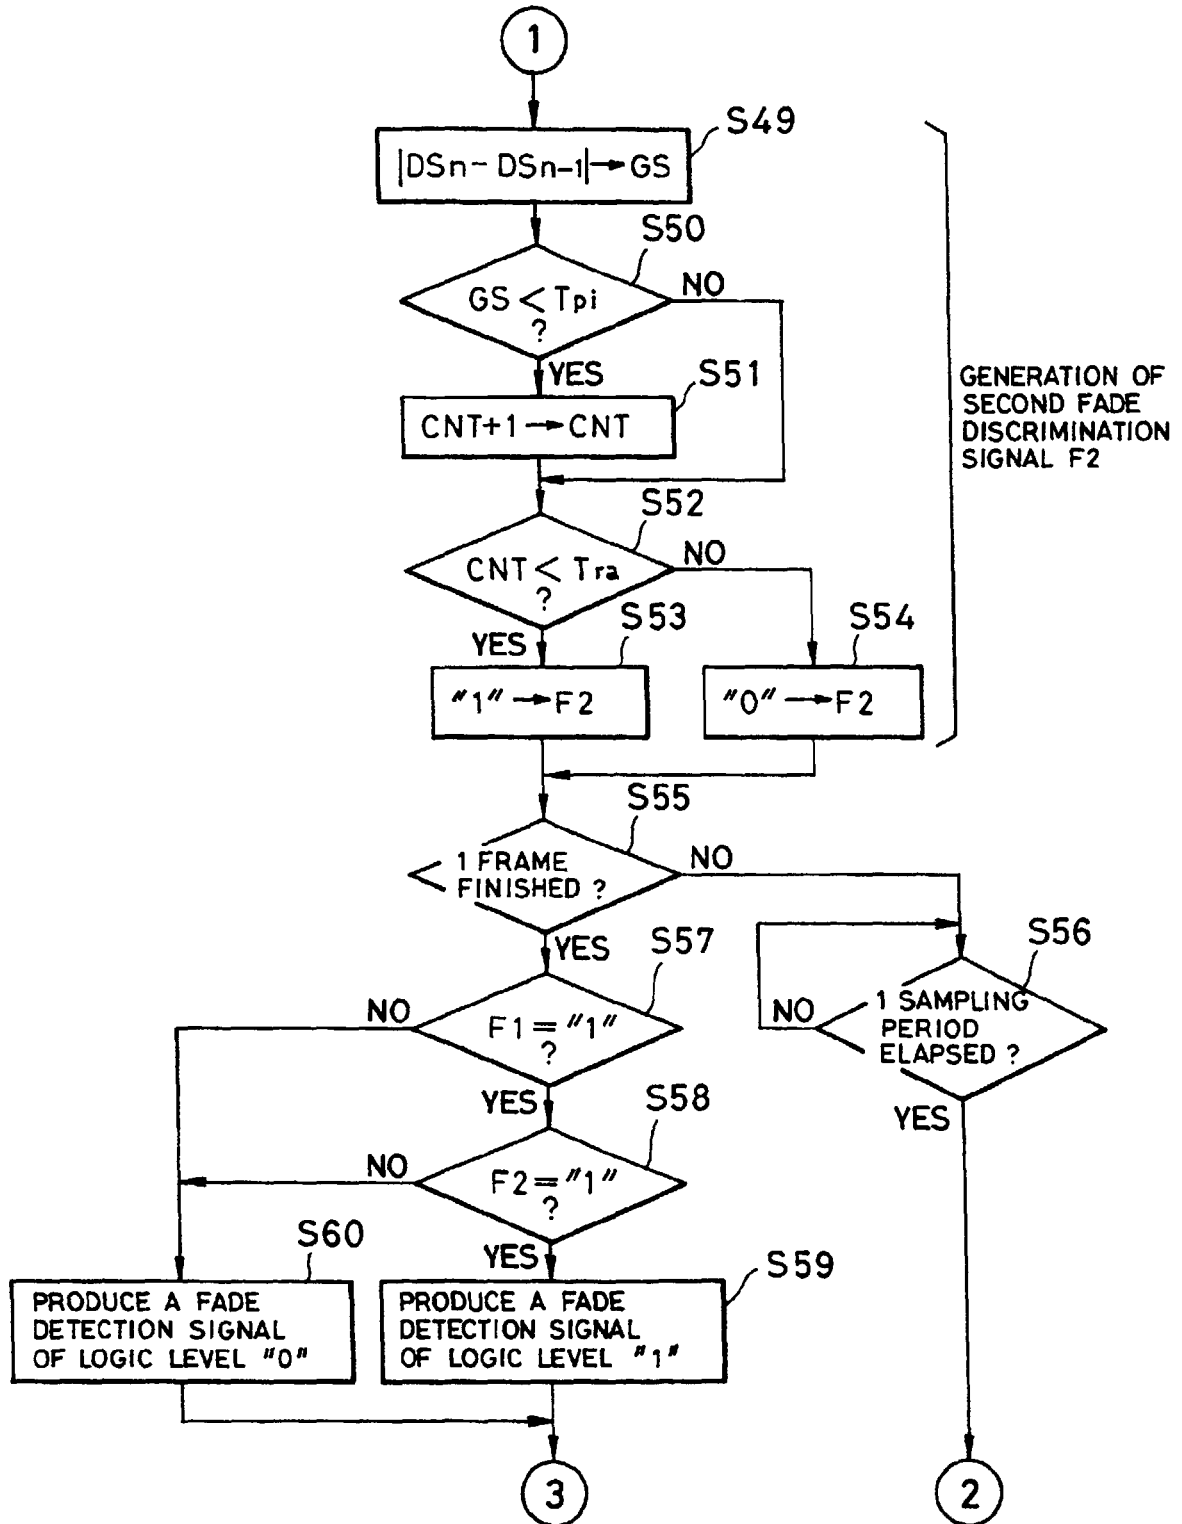 1
S49
|DSn - DSn-1| → GS
S50
GS < Tpi
?
NO
YES
S51
CNT+1 → CNT
GENERATION OF
SECOND FADE
DISCRIMINATION
SIGNAL F2
S52
CNT < Tra
?
NO
YES
S53
S54
"1" → F2
"0" → F2
S55
1 FRAME
FINISHED ?
NO
YES
S57
S56
NO
F1 = "1"
?
NO
1 SAMPLING
PERIOD
ELAPSED ?
YES
YES
S58
NO
F2 = "1"
?
S60
YES
S59
PRODUCE A FADE
DETECTION SIGNAL
OF LOGIC LEVEL "0"
PRODUCE A FADE
DETECTION SIGNAL
OF LOGIC LEVEL "1"
3
2